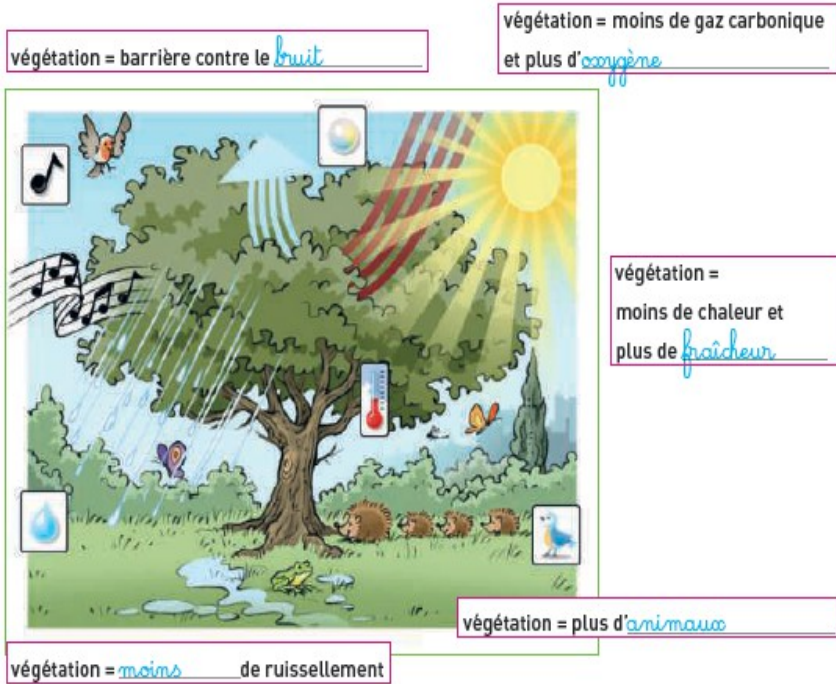 végétation = barrière contre le bruit
végétation = moins de gaz carbonique
et plus d'oxygène
végétation =
moins de chaleur et
plus de fraîcheur
végétation = plus d'animaux
végétation = moins de ruissellement